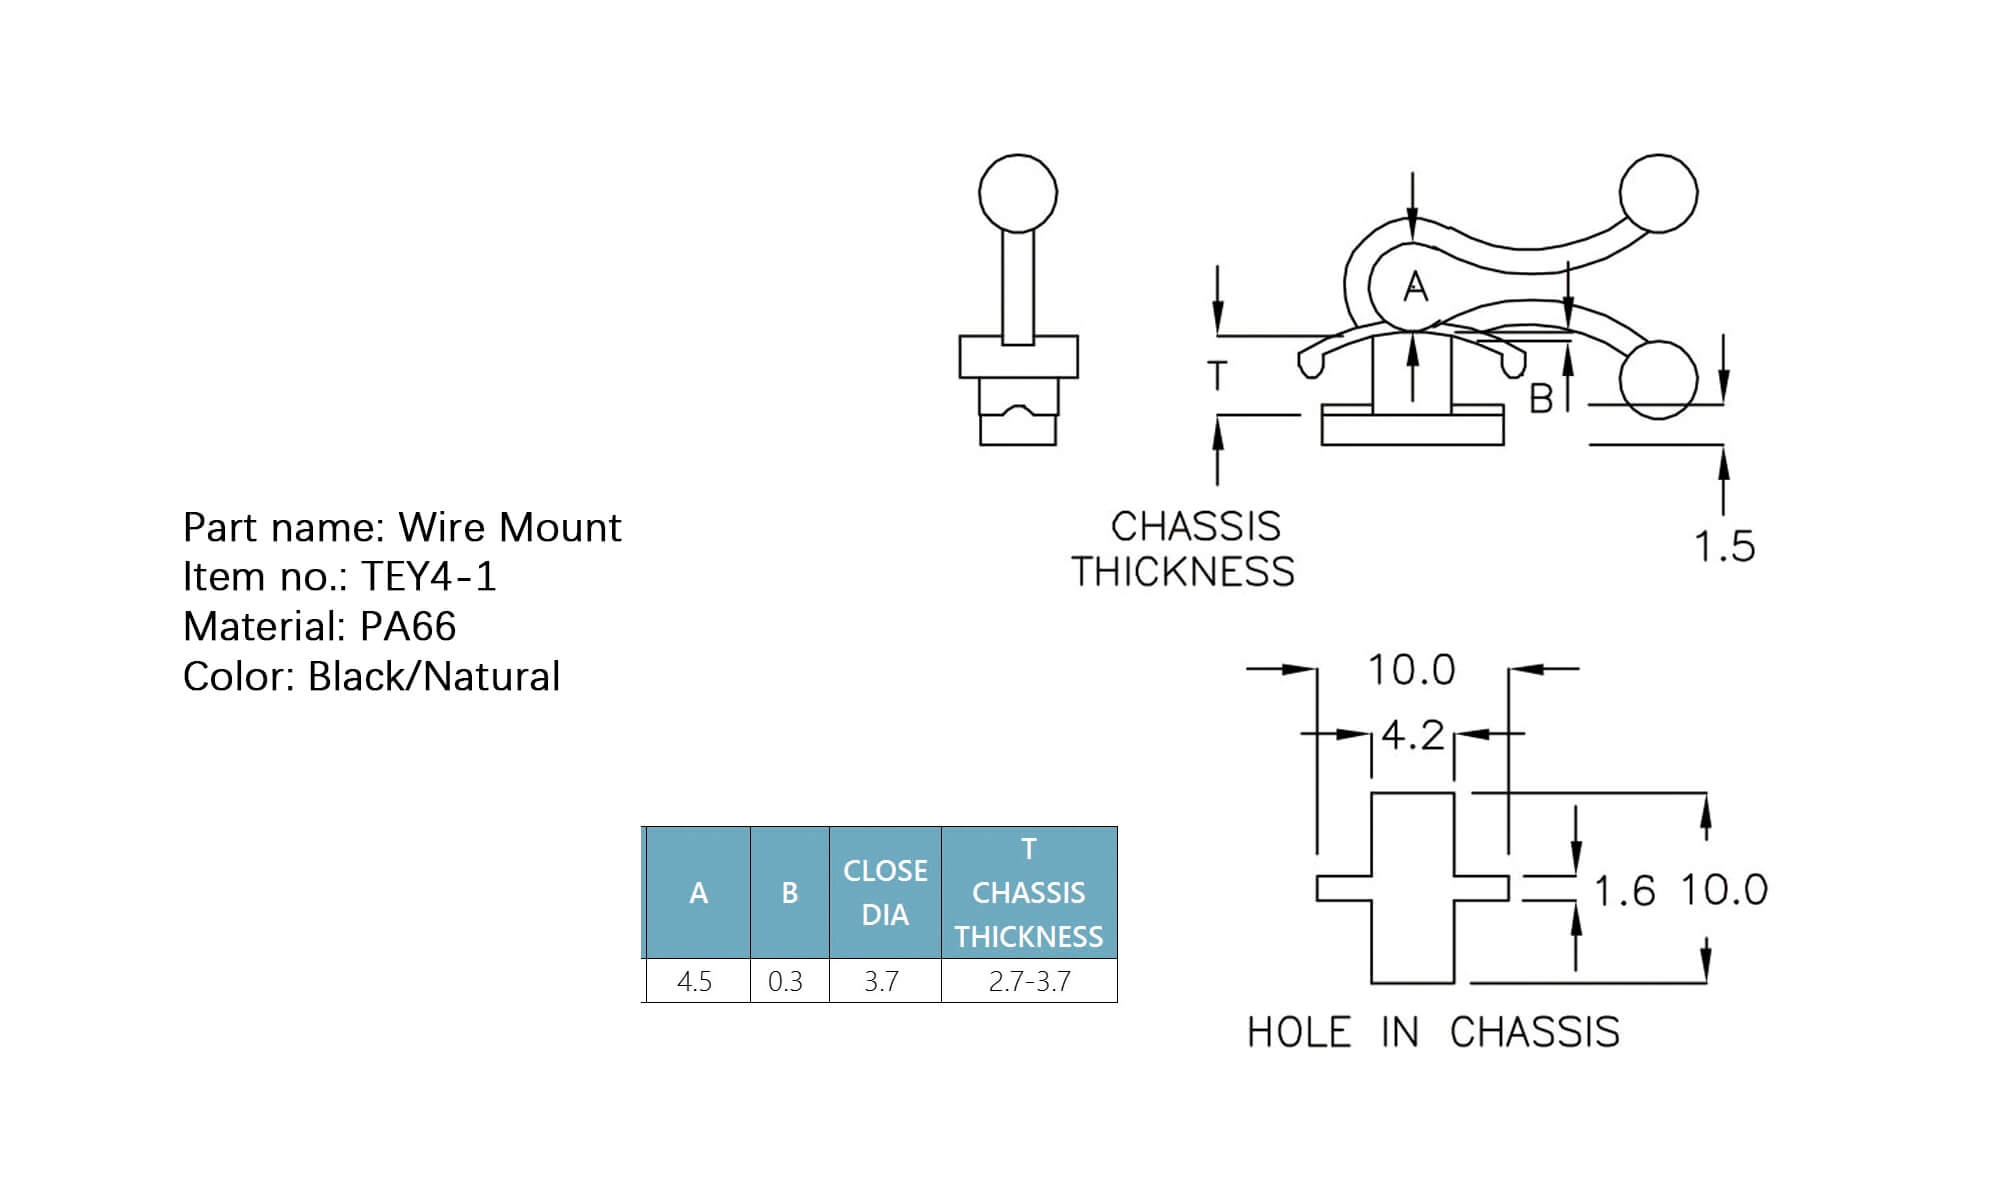 A
T
B
CHASSIS
THICKNESS
1.5
Part name: Wire Mount
Item no.: TEY4-1
Material: PA66
Color: Black/Natural
10.0
4.2
1.6 10.0
HOLE IN CHASSIS
A B CLOSE DIA T CHASSIS THICKNESS
4.5 0.3 3.7 2.7-3.7